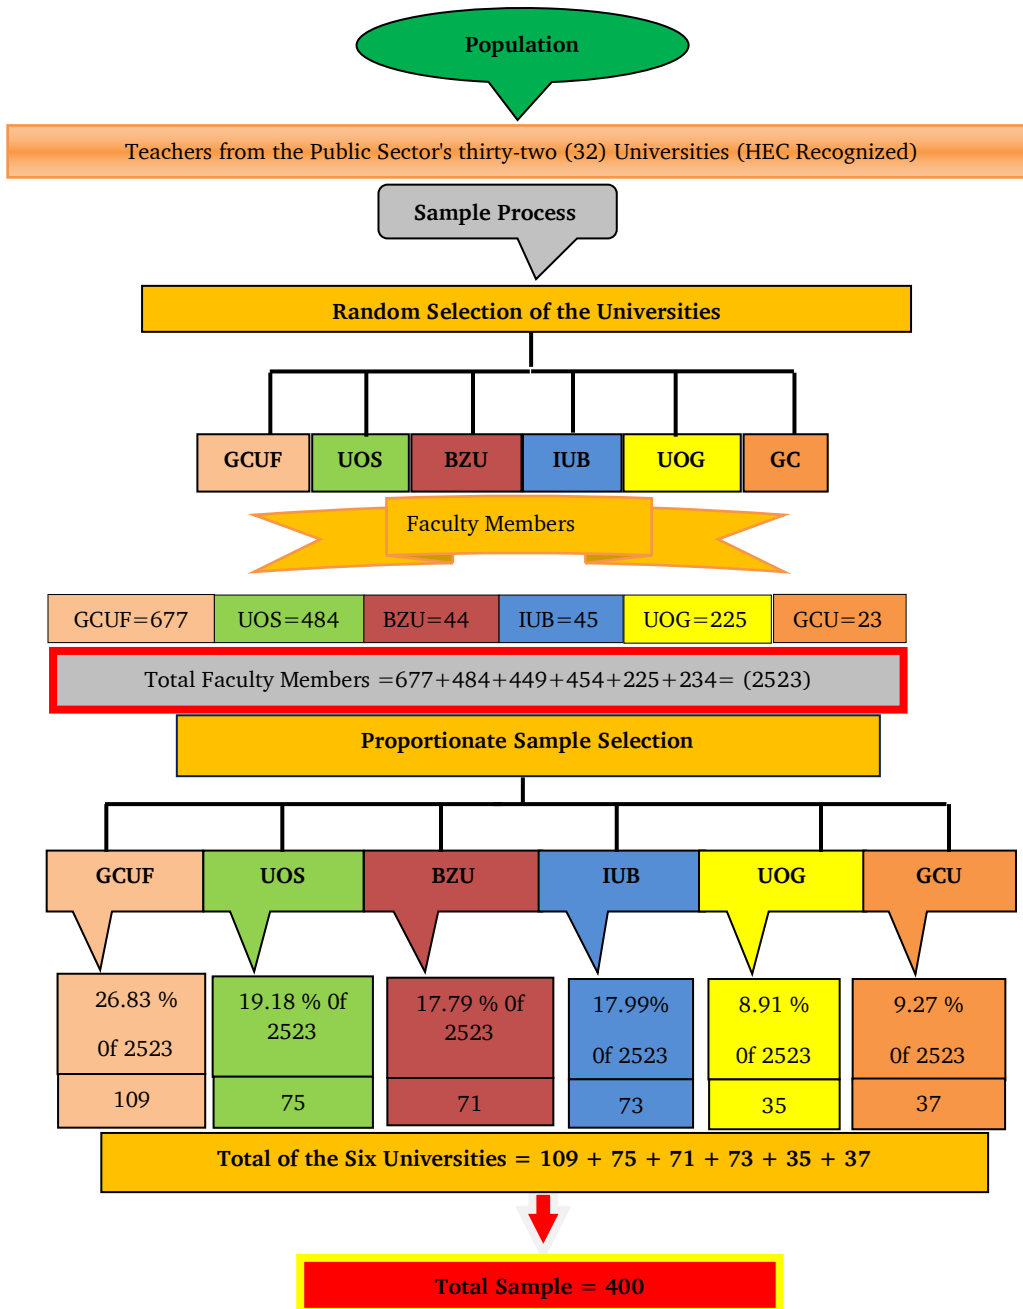 Population
Teachers from the Public Sector's thirty-two (32) Universities (HEC Recognized)
Sample Process
Random Selection of the Universities
GCUF UOS BZU IUB UOG GC
Faculty Members
GCUF=677 UOS=484 BZU=44 IUB=45 UOG=225 GCU=23
Total Faculty Members =677+484+449+454+225+234= (2523)
Proportionate Sample Selection
GCUF UOS BZU IUB UOG GCU
26.83 %
0f 2523
19.18 % 0f
2523
17.79 % 0f
2523
17.99%
0f 2523
8.91 %
0f 2523
9.27 %
0f 2523
109 75 71 73 35 37
Total of the Six Universities = 109 + 75 + 71 + 73 + 35 + 37
Total Sample = 400